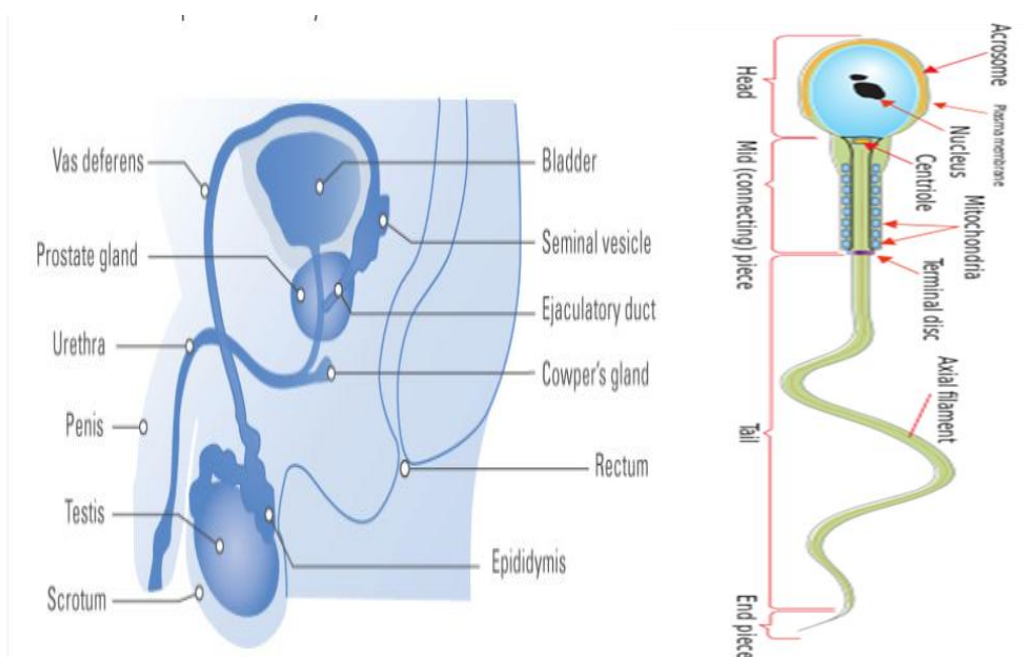 Vas deferens
Prostate gland
Urethra
Penis
Testis
Scrotum
Bladder
Seminal vesicle
Ejaculatory duct
Cowper's gland
Rectum
Epididymis
Acrosome
Plasma membrane
Nucleus
Centriole
Mitochondria
Terminal disc
Axial filament
Head
Mid (connecting) piece
Tail
End piece